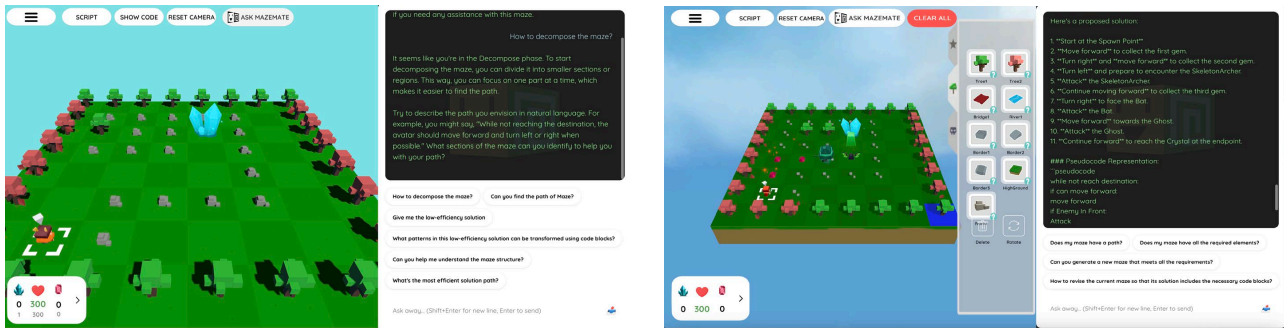 SCRIPT
SHOW CODE
RESET CAMERA
ASK MAZEMATE
if you need any assistance with this maze.
How to decompose the maze?
It seems like you're in the Decompose phase. To start
decomposing the maze, you can divide it into smaller sections or
regions. This way, you can focus on one part at a time, which
makes it easier to find the path.
Try to describe the path you envision in natural language. For
example, you might say, "While not reaching the destination, the
avatar should move forward and turn left or right when
possible." What sections of the maze can you identify to help you
with your path?
How to decompose the maze?
Can you find the path of Maze?
Give me the low-efficiency solution
What patterns in this low-efficiency solution can be transformed using code blocks?
Can you help me understand the maze structure?
What's the most efficient solution path?
Ask away... (Shift+Enter for new line, Enter to send)
0 300 0
1 300 0
SCRIPT
RESET CAMERA
ASK MAZEMATE
CLEAR ALL
Tree1
Tree2
Bridge1
River1
Border1
Border2
Border3
HighGround
Delete
Rotate
0 300 0
Here's a proposed solution:
1. **Start at the Spawn Point**
2. **Move forward** to collect the first gem.
3. **Turn right** and **move forward** to collect the second gem.
4. **Turn left** and prepare to encounter the SkeletonArcher.
5. **Attack** the SkeletonArcher.
6. **Continue moving forward** to collect the third gem.
7. **Turn right** to face the Bat.
8. **Attack** the Bat.
9. **Move forward** towards the Ghost.
10. **Attack** the Ghost.
11. **Continue forward** to reach the Crystal at the endpoint.
### Pseudocode Representation:
```pseudocode
while not reach destination:
if can move forward:
move forward
if Enemy in Front:
Attack
Does my maze have a path?
Does my maze have all the required elements?
Can you generate a new maze that meets all the requirements?
How to revise the current maze so that its solution includes the necessary code blocks?
Ask away... (Shift+Enter for new line, Enter to send)